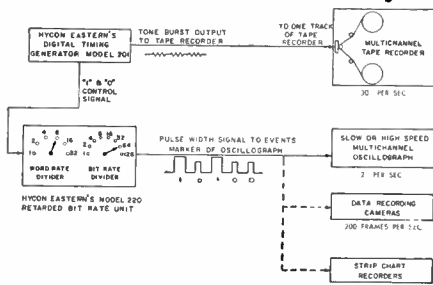 HYCON EASTERN'S
DIGITAL TIMING
GENERATOR MODEL 201
TONE BURST OUTPUT
TO TAPE RECORDER
TO ONE TRACK
OF TAPE
RECORDER
MULTICHANNEL
TAPE RECORDER
30 PER SEC
"1" & "0"
CONTROL
SIGNAL
WORD RATE
DIVIDER
BIT RATE
DIVIDER
HYCON EASTERN'S MODEL 220
RETARDED BIT RATE UNIT
PULSE WIDTH SIGNAL TO EVENTS
MARKER OF OSCILLOGRAPH
1 0 1 0 0
SLOW OR HIGH SPEED
MULTICHANNEL
OSCILLOGRAPH
2 PER SEC
DATA RECORDING
CAMERAS
200 FRAMES PER SEC.
STRIP CHART
RECORDERS